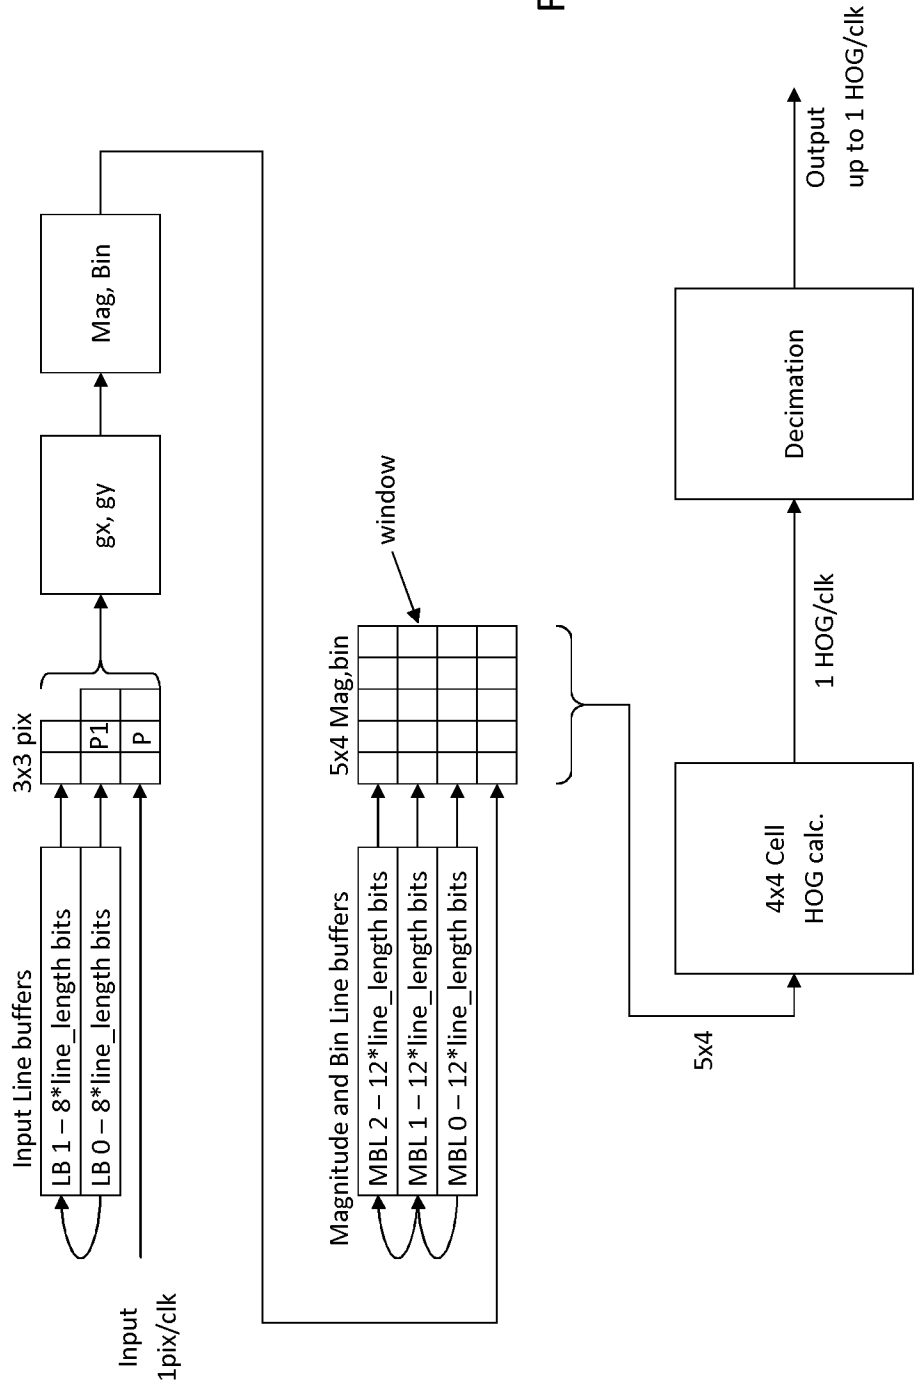 Input Line buffers
LB 1 – 8*line_length bits
LB 0 – 8*line_length bits
Input
1pix/clk
3x3 pix
P1
P
gx, gy
Mag, Bin
Magnitude and Bin Line buffers
MBL 2 – 12*line_length bits
MBL 1 – 12*line_length bits
MBL 0 – 12*line_length bits
5x4 Mag,bin
window
5x4
4x4 Cell
HOG calc.
1 HOG/clk
Decimation
Output
up to 1 HOG/clk